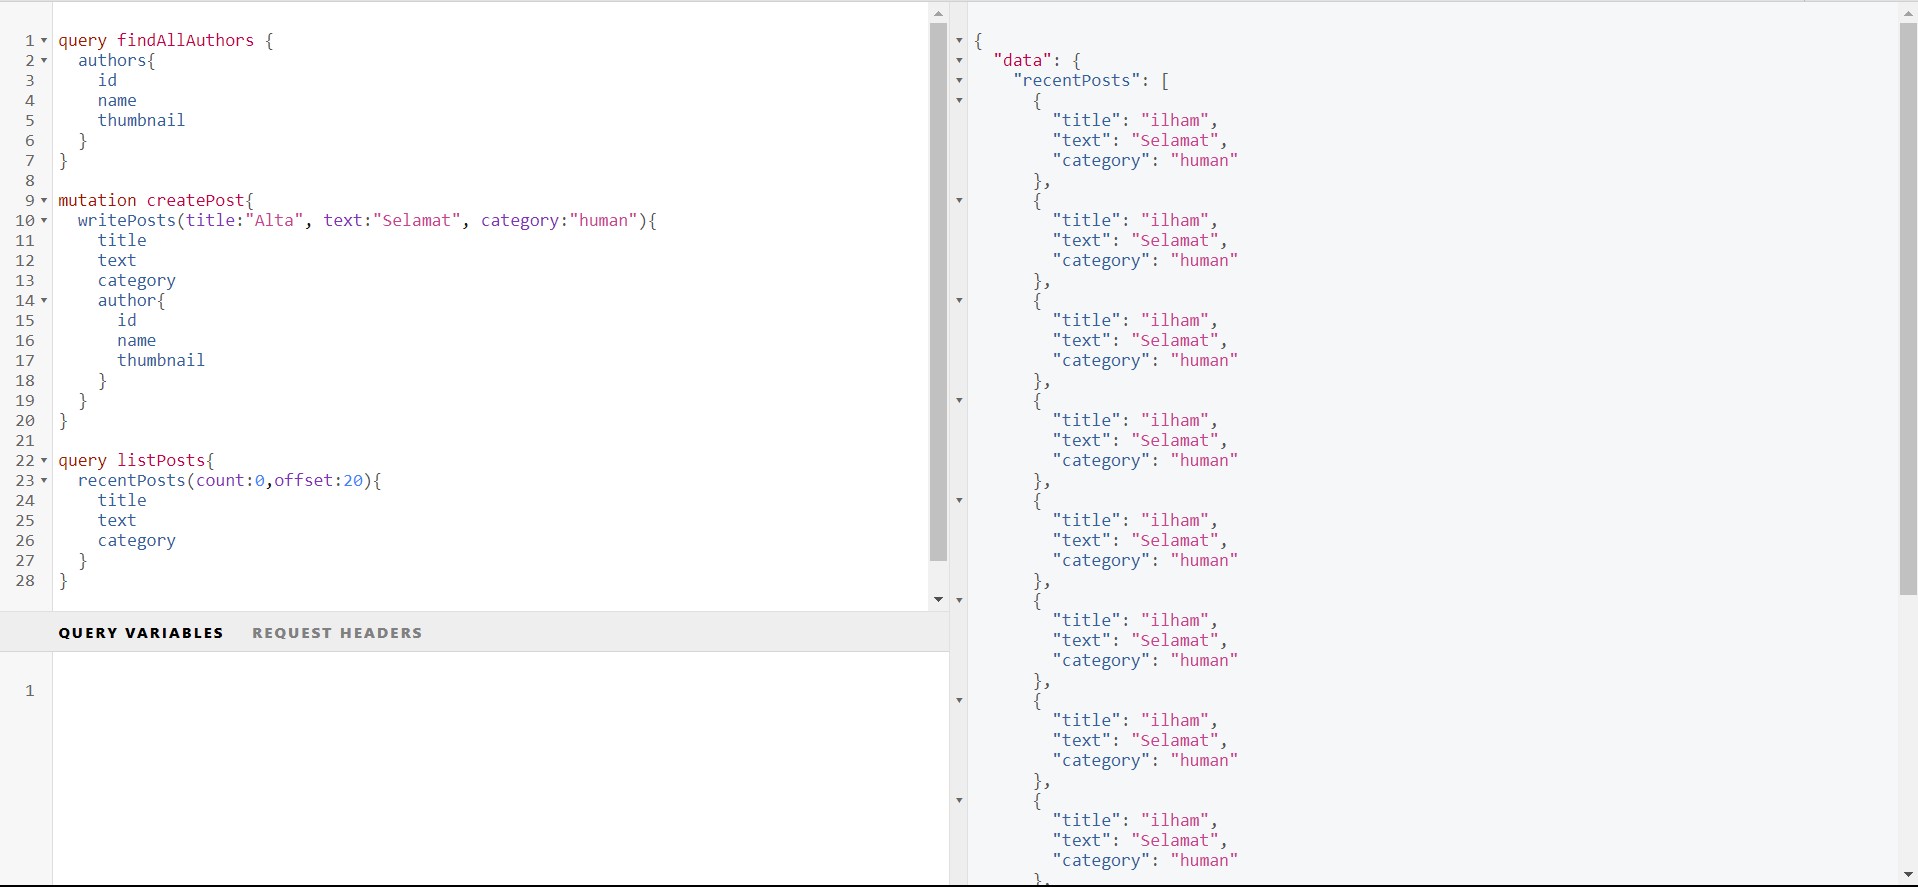 1 query findAllAuthors {
2 authors{
3 id
4 name
5 thumbnail
6 }
7 }
8
9 mutation createPost{
10 writePosts(title:"Alta", text:"Selamat", category:"human"){
11 title
12 text
13 category
14 author{
15 id
16 name
17 thumbnail
18 }
19 }
20 }
21
22 query listPosts{
23 recentPosts(count:0,offset:20){
24 title
25 text
26 category
27 }
28 }
QUERY VARIABLES REQUEST HEADERS
1
{
"data": {
"recentPosts": [
{
"title": "ilham",
"text": "Selamat",
"category": "human"
},
{
"title": "ilham",
"text": "Selamat",
"category": "human"
},
{
"title": "ilham",
"text": "Selamat",
"category": "human"
},
{
"title": "ilham",
"text": "Selamat",
"category": "human"
},
{
"title": "ilham",
"text": "Selamat",
"category": "human"
},
{
"title": "ilham",
"text": "Selamat",
"category": "human"
},
{
"title": "ilham",
"text": "Selamat",
"category": "human"
},
{
"title": "ilham",
"text": "Selamat",
"category": "human"
},